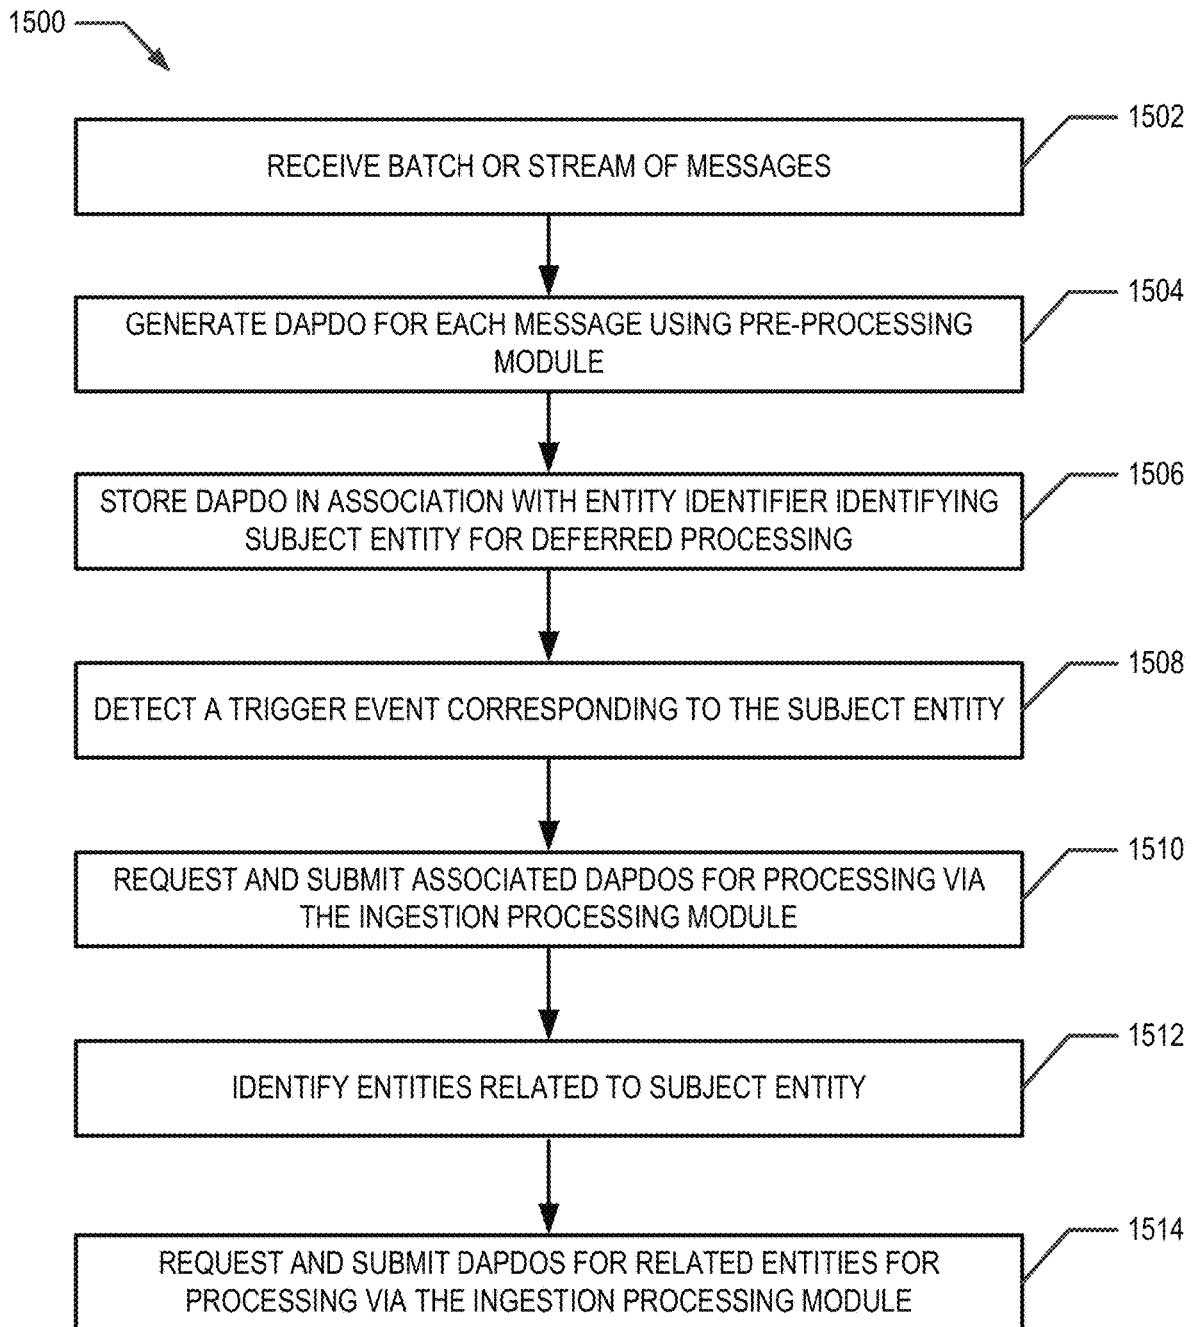 1500
1502
RECEIVE BATCH OR STREAM OF MESSAGES
1504
GENERATE DAPDO FOR EACH MESSAGE USING PRE-PROCESSING
MODULE
1506
STORE DAPDO IN ASSOCIATION WITH ENTITY IDENTIFIER IDENTIFYING
SUBJECT ENTITY FOR DEFERRED PROCESSING
1508
DETECT A TRIGGER EVENT CORRESPONDING TO THE SUBJECT ENTITY
1510
REQUEST AND SUBMIT ASSOCIATED DAPDOS FOR PROCESSING VIA
THE INGESTION PROCESSING MODULE
1512
IDENTIFY ENTITIES RELATED TO SUBJECT ENTITY
1514
REQUEST AND SUBMIT DAPDOS FOR RELATED ENTITIES FOR
PROCESSING VIA THE INGESTION PROCESSING MODULE